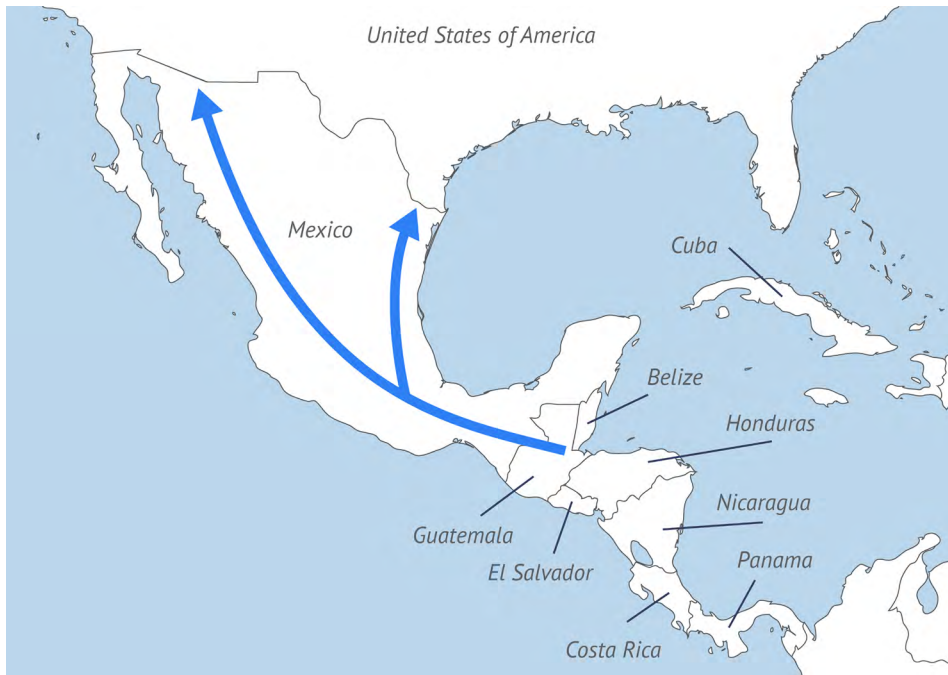 United States of America
Mexico
Cuba
Belize
Honduras
Nicaragua
Guatemala
Panama
El Salvador
Costa Rica